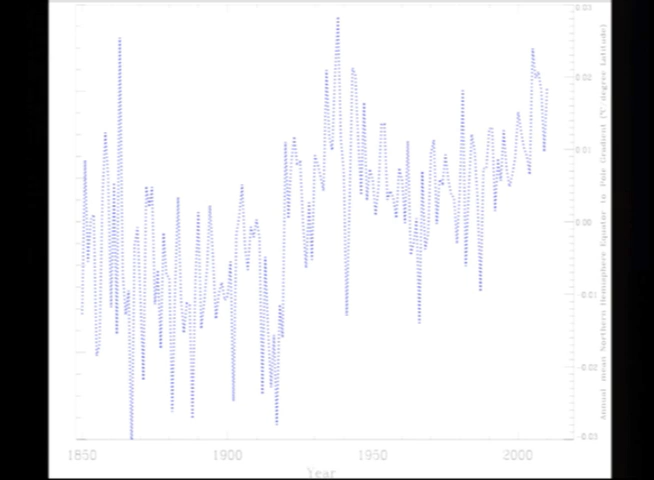 0.03
0.02
0.01
0.00
-0.01
-0.02
-0.03
Annual mean Northern Hemisphere Equator to Pole Gradient (°C degree Latitude)
1850 1900 1950 2000
Year